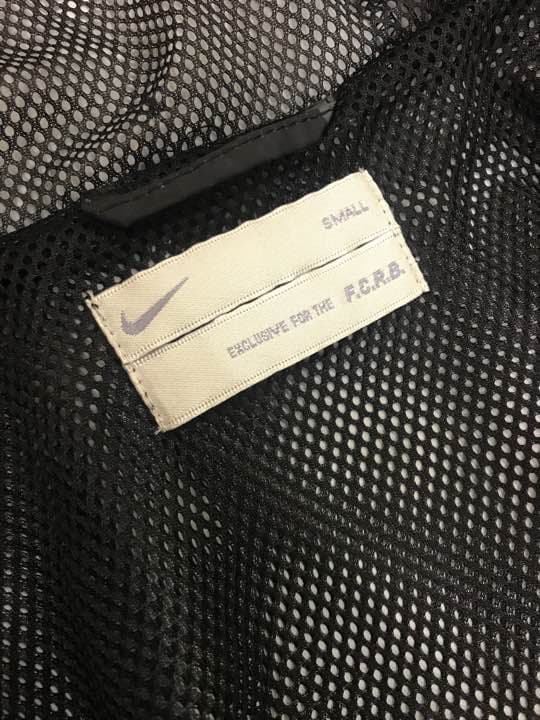 SMALL
EXCLUSIVE FOR THE F.C.R.B.